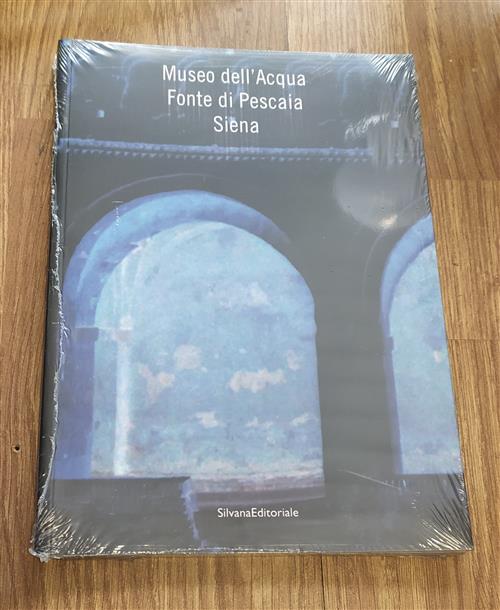 Museo dell'Acqua
Fonte di Pescaia
Siena
SilvanaEditoriale